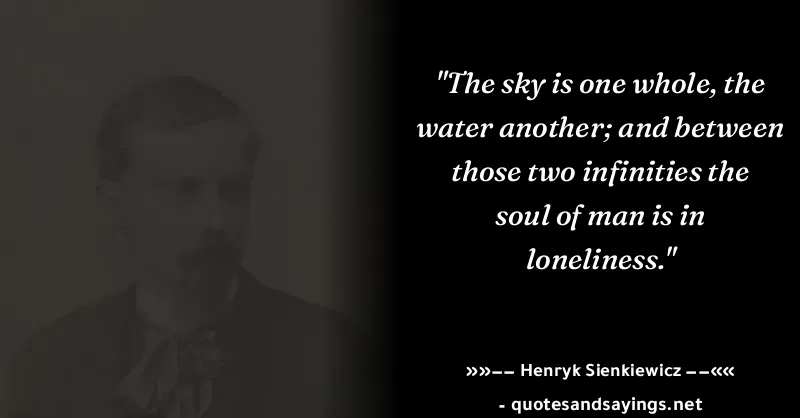 "The sky is one whole, the
water another; and between
those two infinities the
soul of man is in
loneliness."
»»−− Henryk Sienkiewicz −−««
- quotesandsayings.net